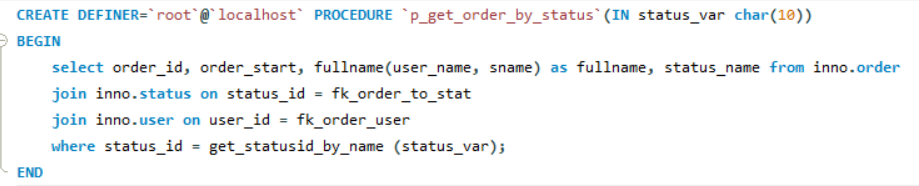 CREATE DEFINER=`root`@`localhost` PROCEDURE `p_get_order_by_status`(IN status_var char(10))
BEGIN
select order_id, order_start, fullname(user_name, sname) as fullname, status_name from inno.order
join inno.status on status_id = fk_order_to_stat
join inno.user on user_id = fk_order_user
where status_id = get_statusid_by_name (status_var);
END